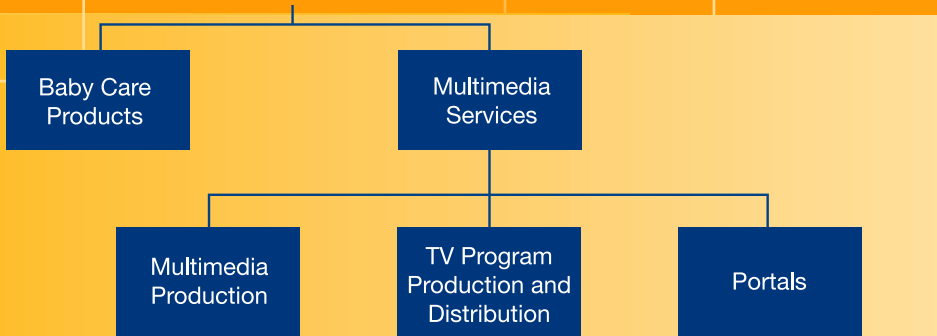 Baby Care
Products
Multimedia
Services
Multimedia
Production
TV Program
Production and
Distribution
Portals